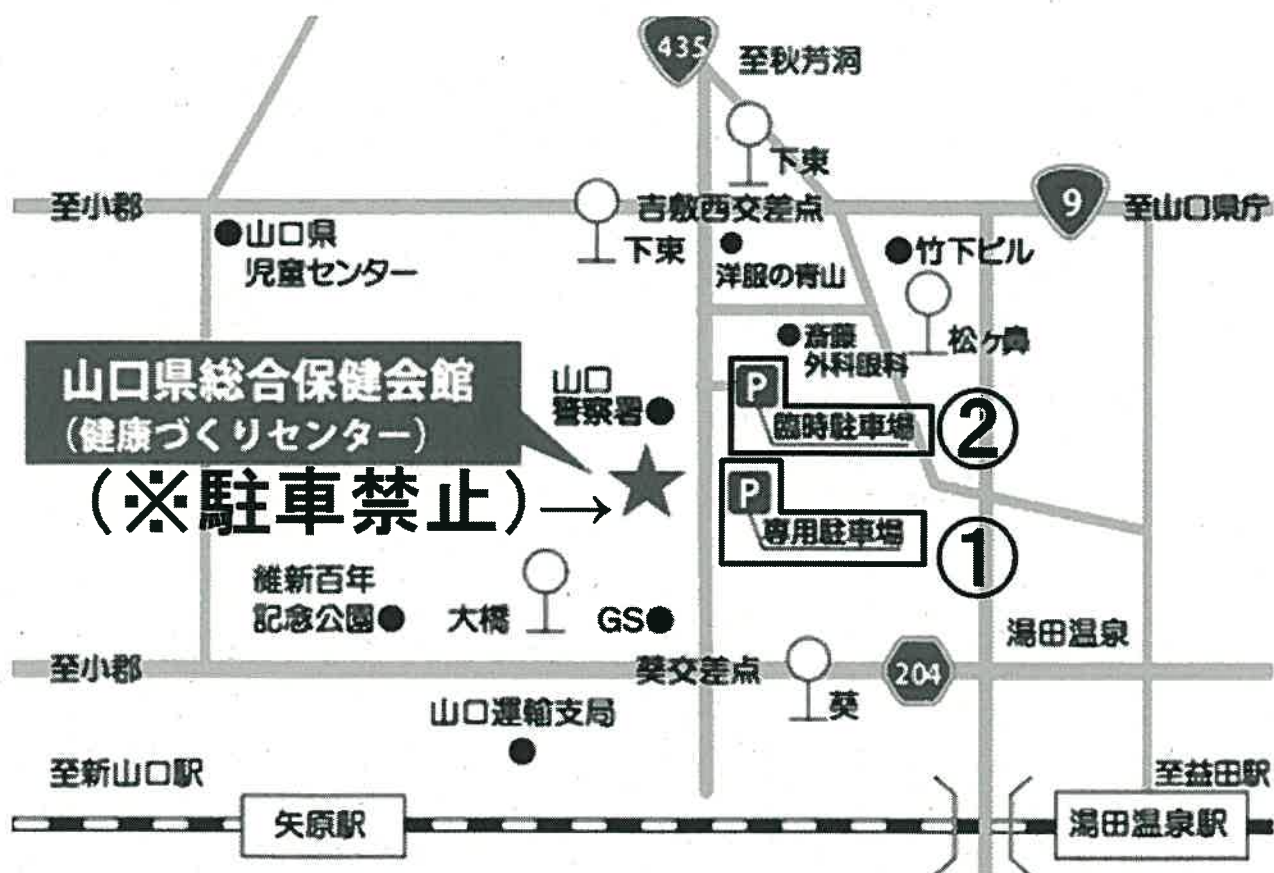 435
至秋芳洞
下東
至小郡
吉敷西交差点
9
至山口県庁
山口県
児童センター
下東
洋服の青山
竹下ビル
松ヶ鼻
斎藤
外科眼科
山口県総合保健会館
(健康づくりセンター)
山口
警察署
P
臨時駐車場
②
(※駐車禁止)→
P
専用駐車場
①
維新百年
記念公園
大橋
GS
湯田温泉
至小郡
葵交差点
204
葵
山口運輸支局
至新山口駅
至益田駅
矢原駅
湯田温泉駅